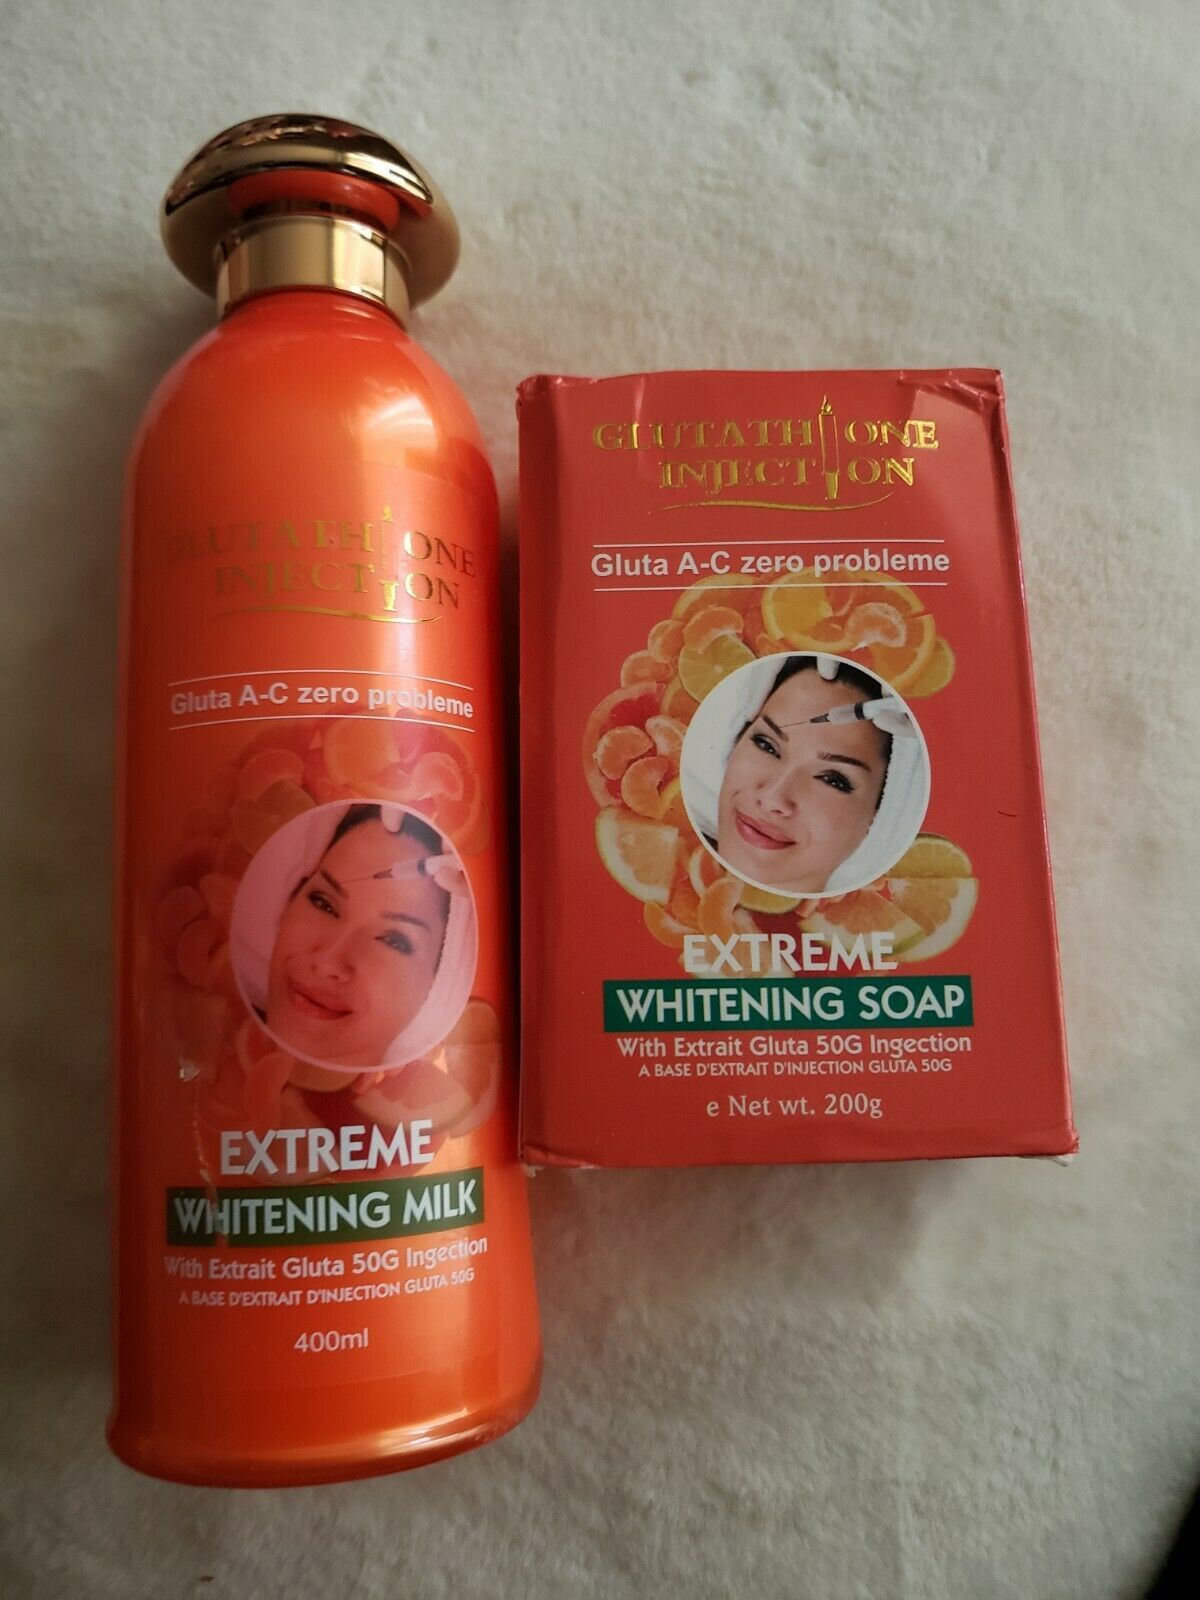 GLUTATHIONE
INJECTION
Gluta A-C zero probleme
EXTREME
WHITENING MILK
With Extrait Gluta 50G Ingection
A BASE D'EXTRAIT D'INJECTION GLUTA 50G
400ml
GLUTATHIONE
INJECTION
Gluta A-C zero probleme
EXTREME
WHITENING SOAP
With Extrait Gluta 50G Ingection
A BASE D'EXTRAIT D'INJECTION GLUTA 50G
e Net wt. 200g